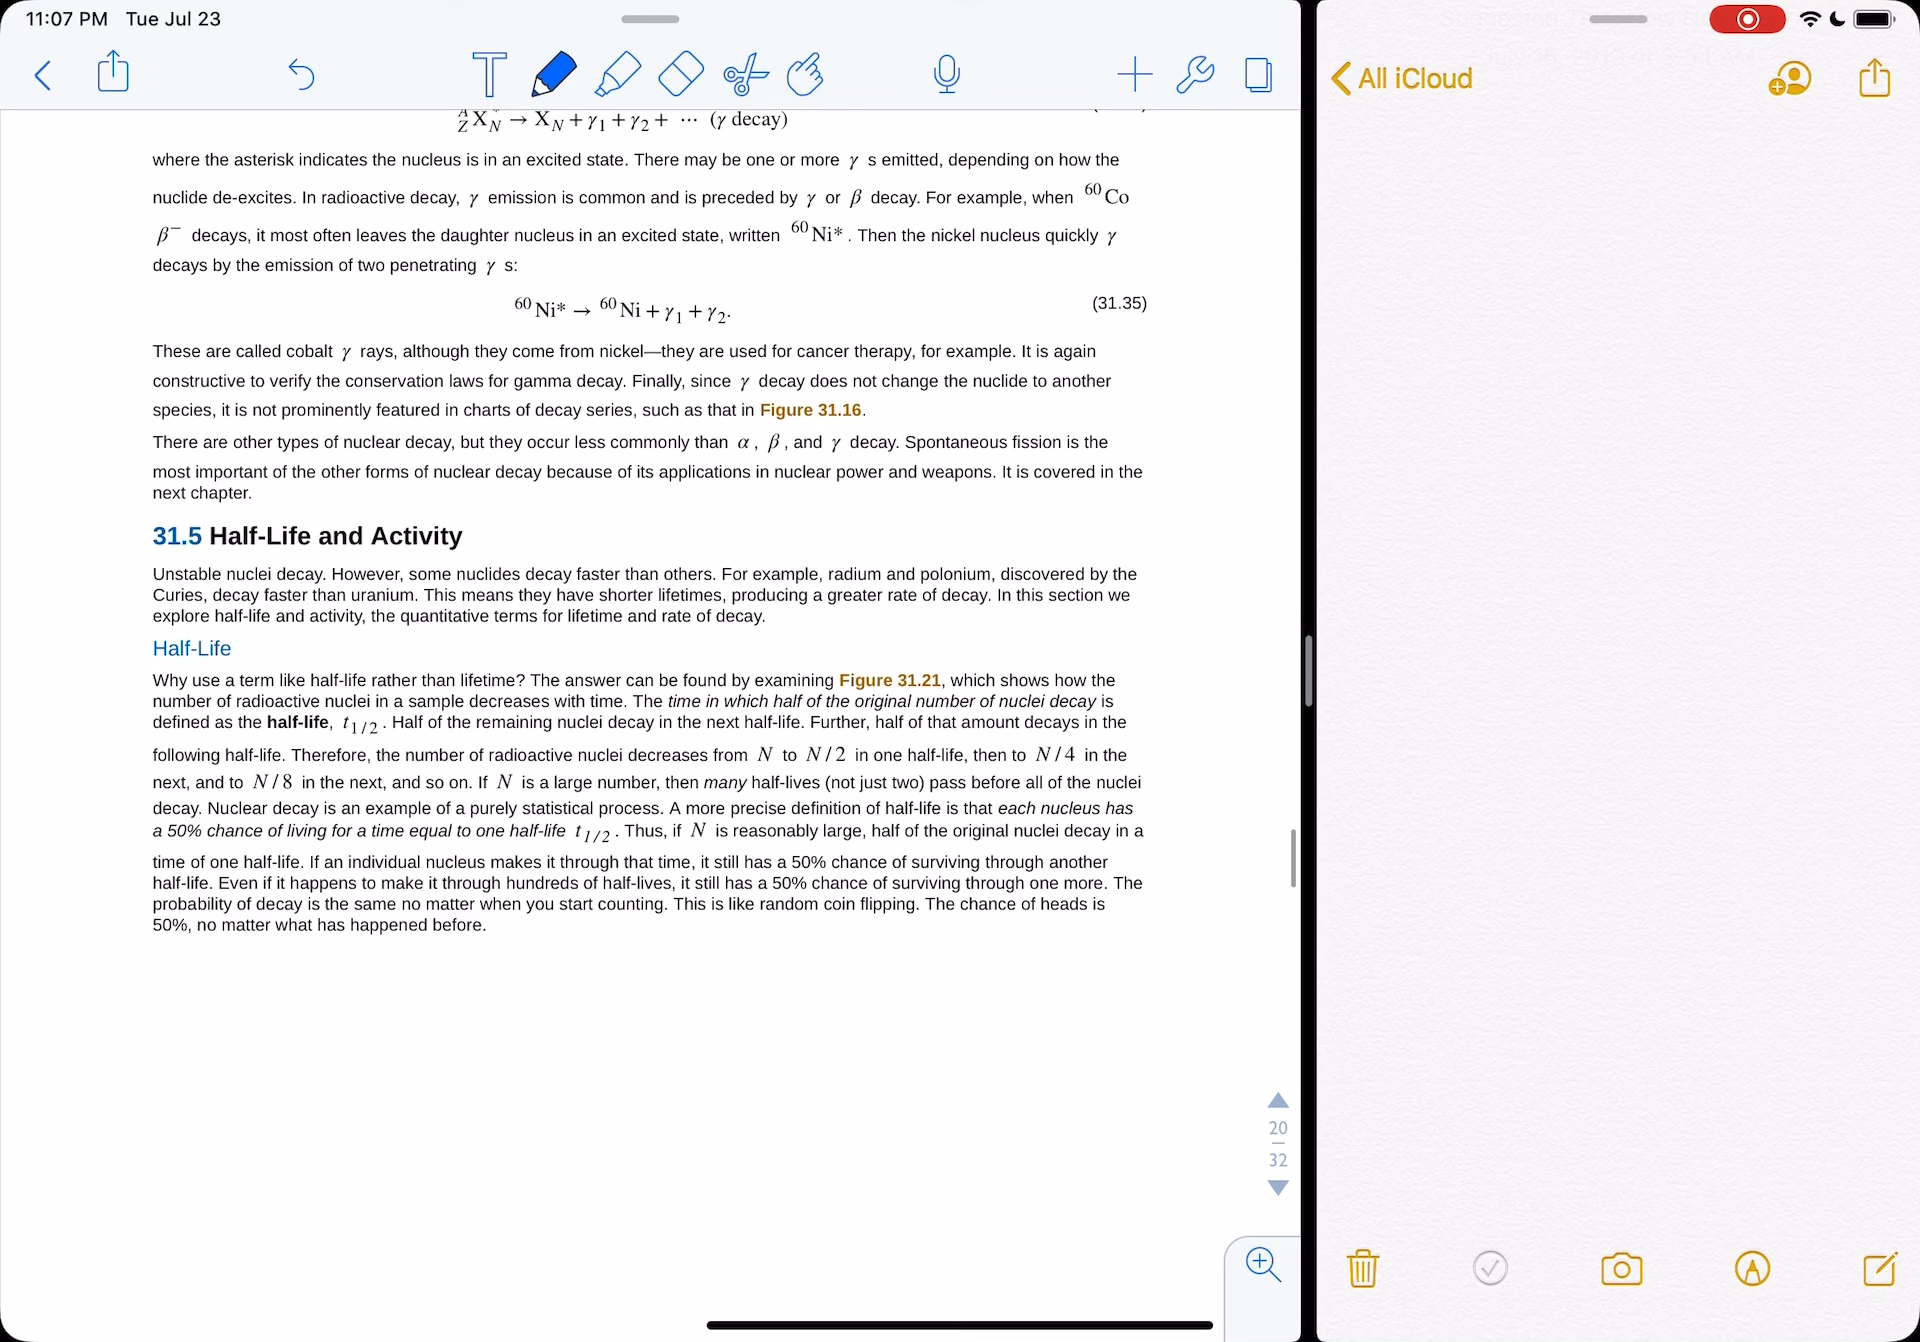 11:07 PM Tue Jul 23
All iCloud
A Z X N * → X N + γ1 + γ2 + ⋯ (γ decay)
where the asterisk indicates the nucleus is in an excited state. There may be one or more γ s emitted, depending on how the
nuclide de-excites. In radioactive decay, γ emission is common and is preceded by γ or β decay. For example, when ⁶⁰Co
β⁻ decays, it most often leaves the daughter nucleus in an excited state, written ⁶⁰Ni*. Then the nickel nucleus quickly γ
decays by the emission of two penetrating γ s:
⁶⁰Ni* → ⁶⁰Ni + γ1 + γ2. (31.35)
These are called cobalt γ rays, although they come from nickel—they are used for cancer therapy, for example. It is again
constructive to verify the conservation laws for gamma decay. Finally, since γ decay does not change the nuclide to another
species, it is not prominently featured in charts of decay series, such as that in Figure 31.16.
There are other types of nuclear decay, but they occur less commonly than α, β, and γ decay. Spontaneous fission is the
most important of the other forms of nuclear decay because of its applications in nuclear power and weapons. It is covered in the
next chapter.
31.5 Half-Life and Activity
Unstable nuclei decay. However, some nuclides decay faster than others. For example, radium and polonium, discovered by the
Curies, decay faster than uranium. This means they have shorter lifetimes, producing a greater rate of decay. In this section we
explore half-life and activity, the quantitative terms for lifetime and rate of decay.
Half-Life
Why use a term like half-life rather than lifetime? The answer can be found by examining Figure 31.21, which shows how the
number of radioactive nuclei in a sample decreases with time. The time in which half of the original number of nuclei decay is
defined as the half-life, t1/2. Half of the remaining nuclei decay in the next half-life. Further, half of that amount decays in the
following half-life. Therefore, the number of radioactive nuclei decreases from N to N/2 in one half-life, then to N/4 in the
next, and to N/8 in the next, and so on. If N is a large number, then many half-lives (not just two) pass before all of the nuclei
decay. Nuclear decay is an example of a purely statistical process. A more precise definition of half-life is that each nucleus has
a 50% chance of living for a time equal to one half-life t1/2. Thus, if N is reasonably large, half of the original nuclei decay in a
time of one half-life. If an individual nucleus makes it through that time, it still has a 50% chance of surviving through another
half-life. Even if it happens to make it through hundreds of half-lives, it still has a 50% chance of surviving through one more. The
probability of decay is the same no matter when you start counting. This is like random coin flipping. The chance of heads is
50%, no matter what has happened before.
20
32